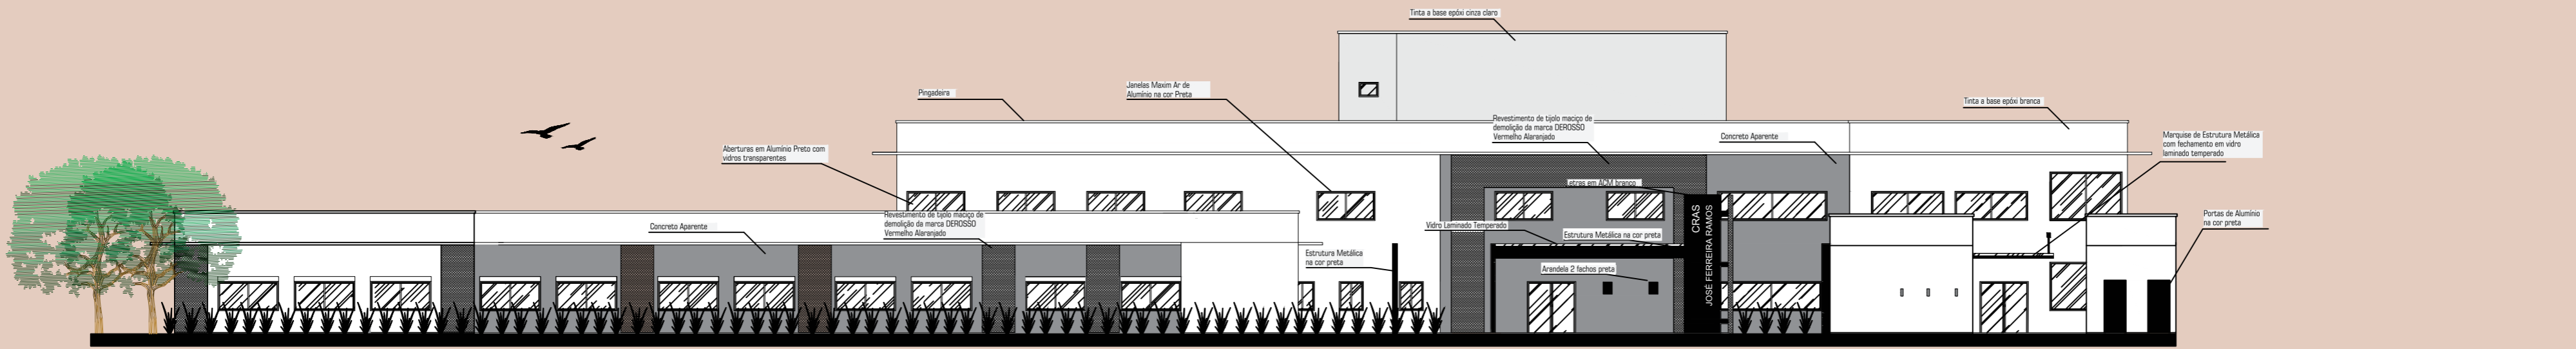 Tinta a base epóxi cinza claro
Pingadeira
Janelas Maxim Ar de
Alumínio na cor Preta
Tinta a base epóxi branca
Revestimento de tijolo maciço de
demolição da marca DEROSSO
Vermelho Alaranjado
Concreto Aparente
Marquise de Estrutura Metálica
com fechamento em vidro
laminado temperado
Aberturas em Alumínio Preto com
vidros transparentes
Letras em ACM branco
CRAS
JOSÉ FERREIRA RAMOS
Revestimento de tijolo maciço de
demolição da marca DEROSSO
Vermelho Alaranjado
Concreto Aparente
Vidro Laminado Temperado
Estrutura Metálica na cor preta
Portas de Alumínio
na cor preta
Estrutura Metálica
na cor preta
Arandela 2 fachos preta